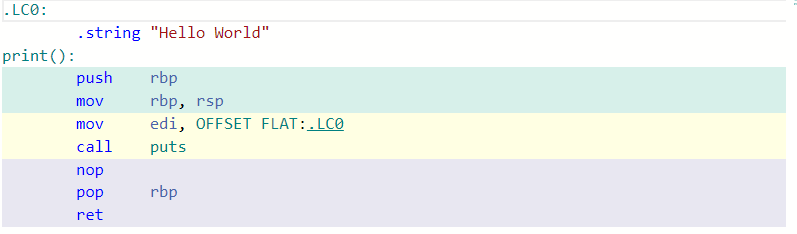 .LC0:
.string "Hello World"
print():
push rbp
mov rbp, rsp
mov edi, OFFSET FLAT:.LC0
call puts
nop
pop rbp
ret